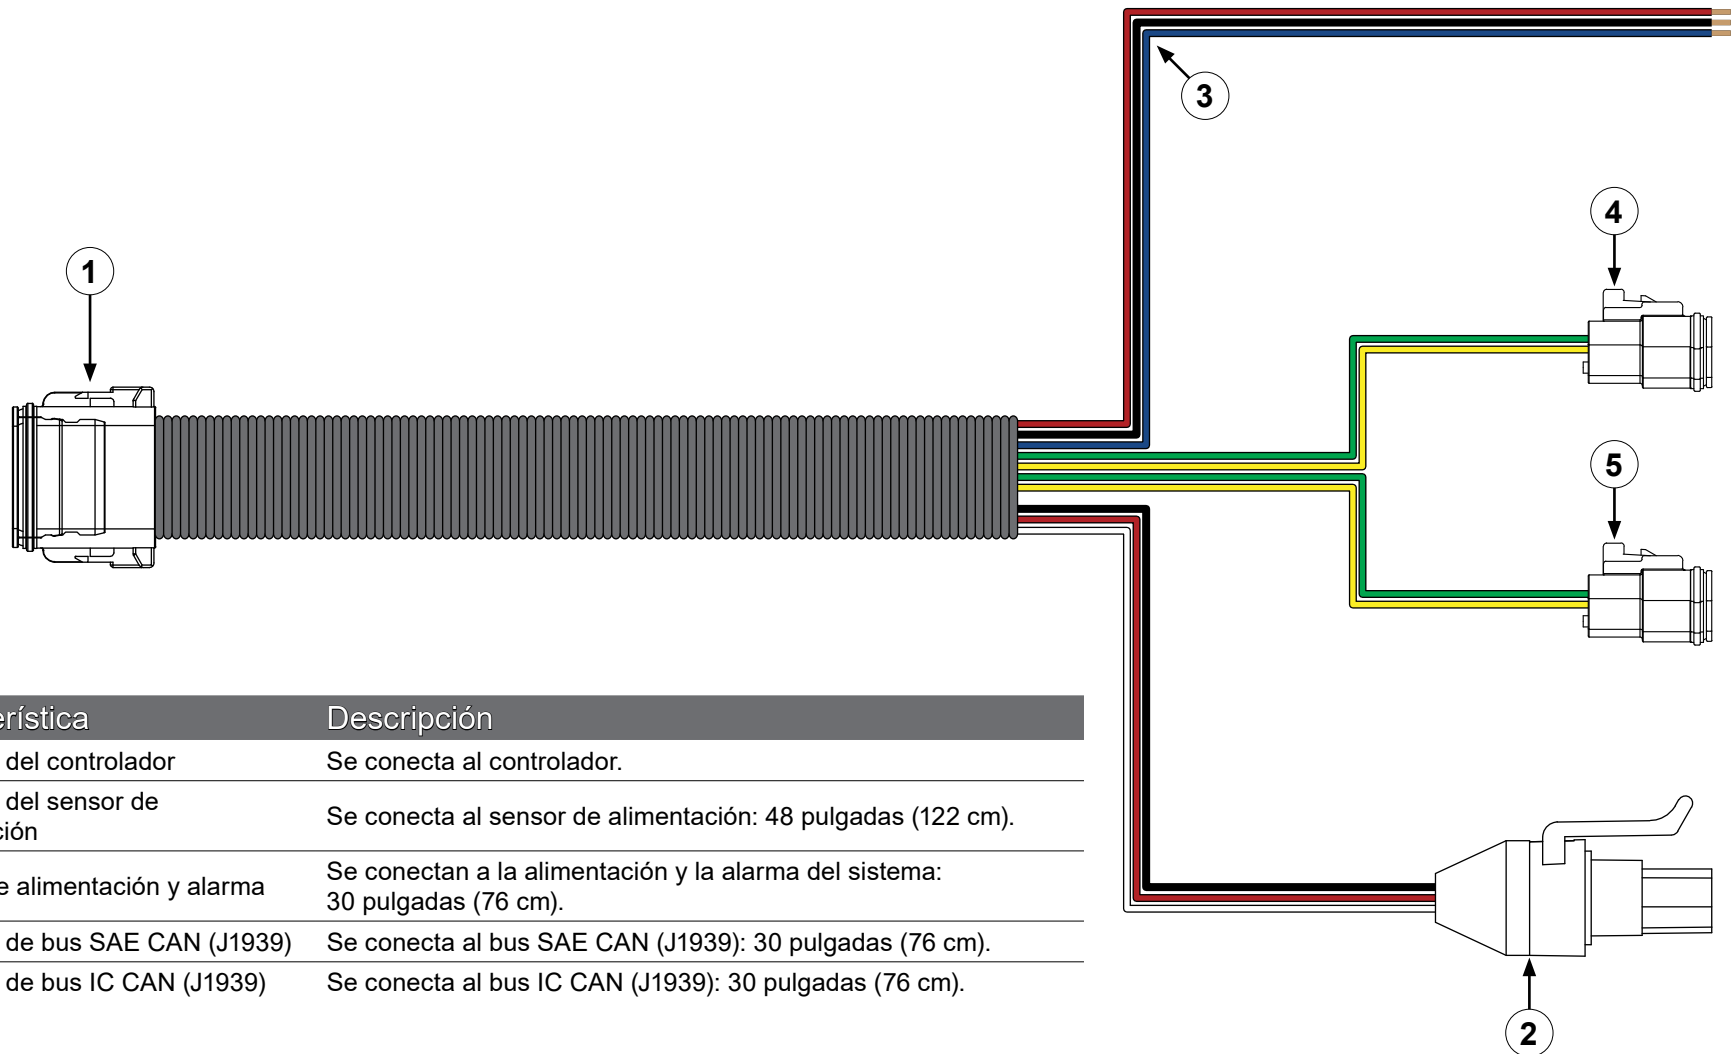 3
4
1
5
erística Descripción
del controlador Se conecta al controlador.
del sensor de
ción Se conecta al sensor de alimentación: 48 pulgadas (122 cm).
e alimentación y alarma Se conectan a la alimentación y la alarma del sistema:
30 pulgadas (76 cm).
de bus SAE CAN (J1939) Se conecta al bus SAE CAN (J1939): 30 pulgadas (76 cm).
de bus IC CAN (J1939) Se conecta al bus IC CAN (J1939): 30 pulgadas (76 cm).
2